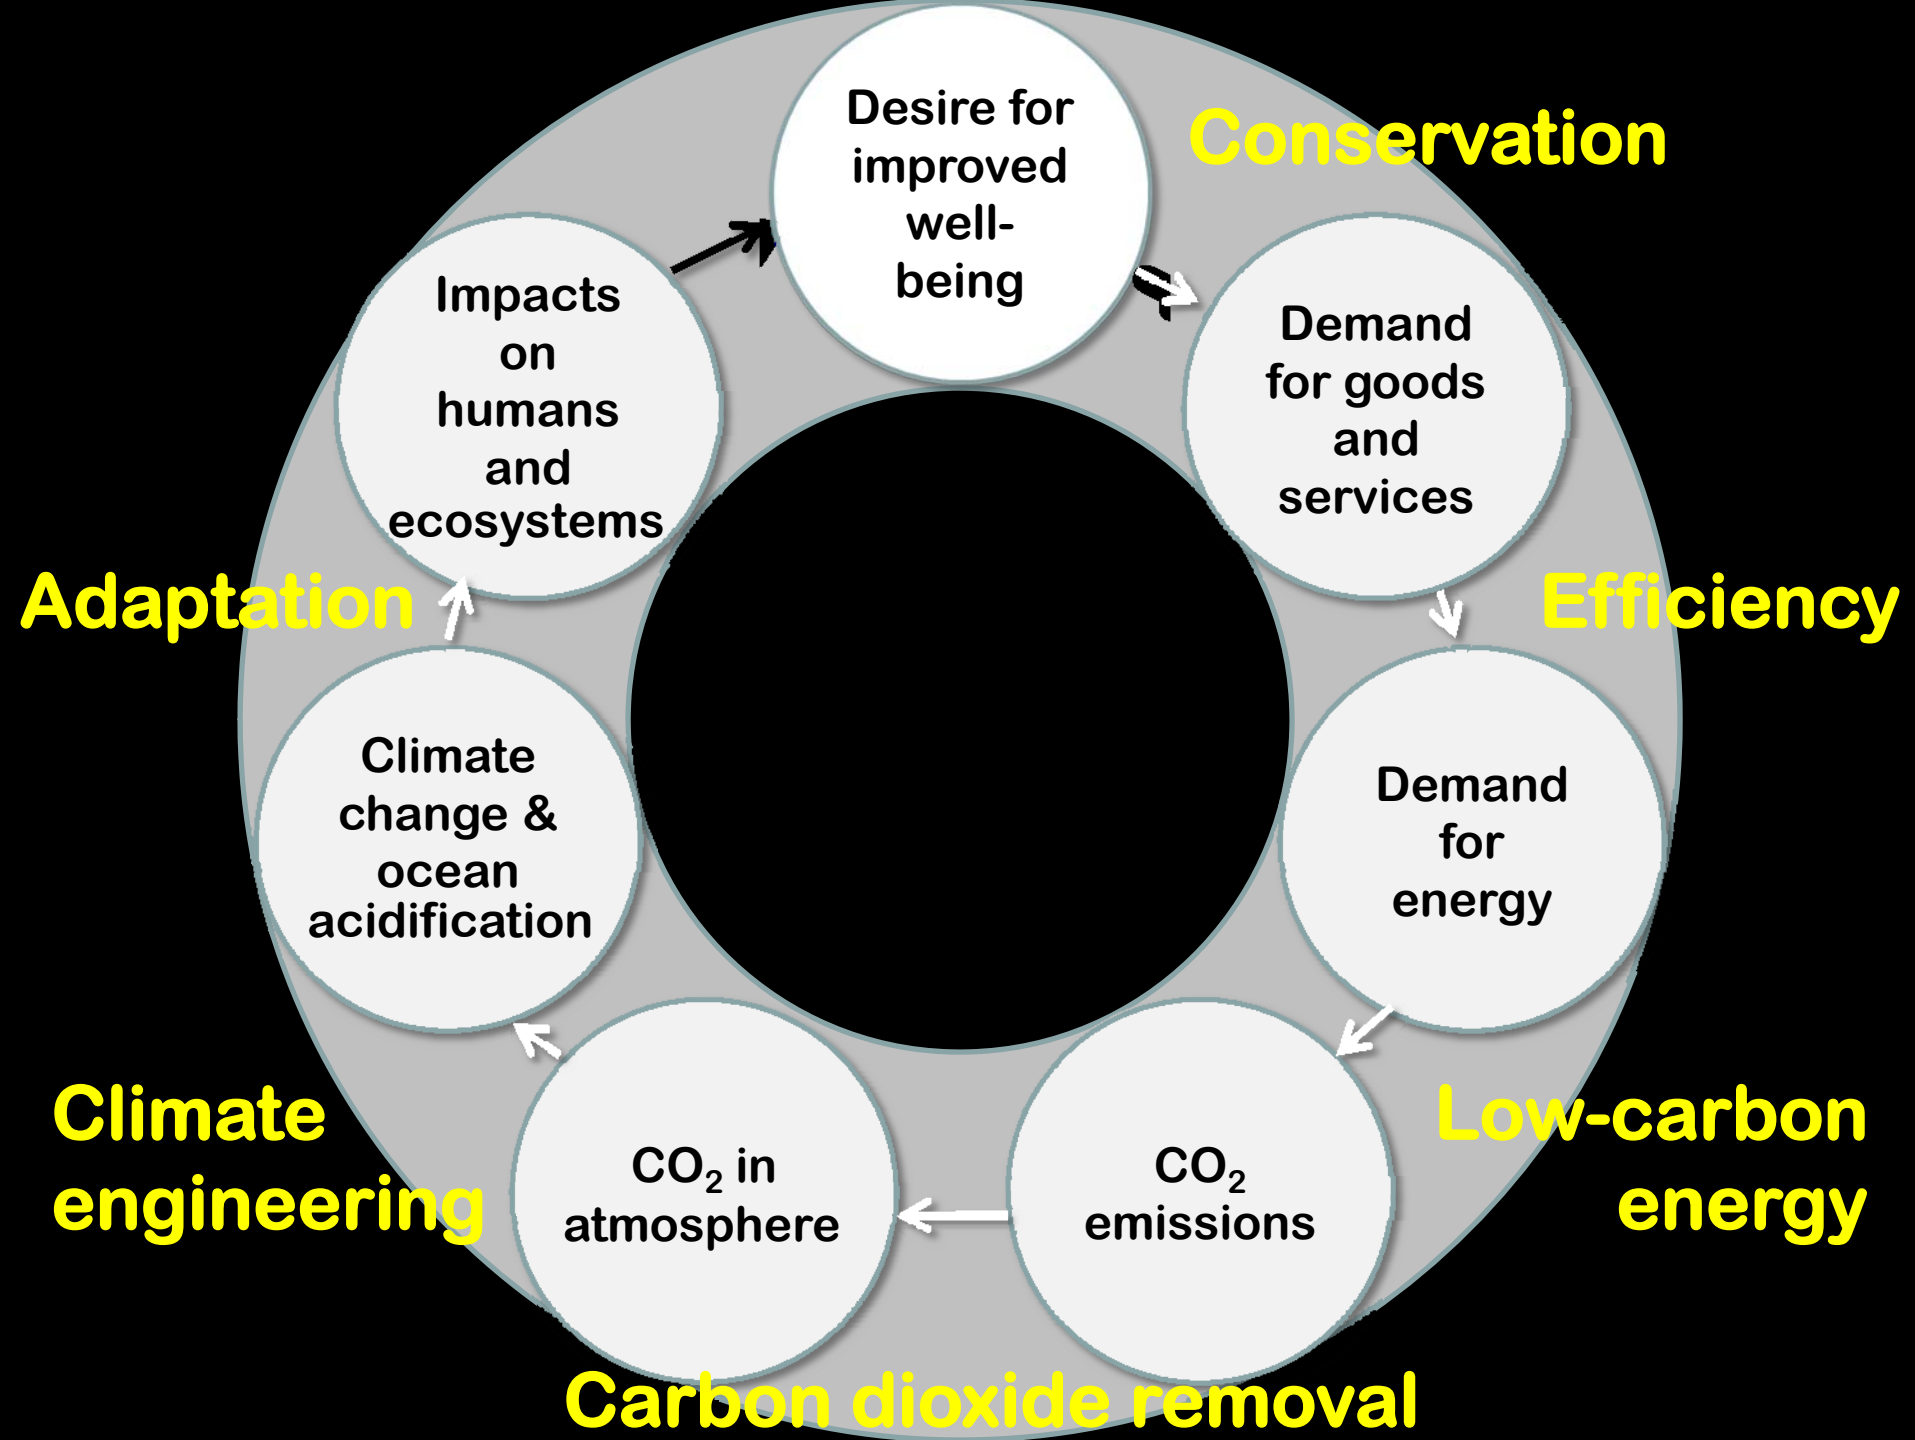 Desire for
improved
well-
being
Conservation
Demand
for goods
and
services
Efficiency
Demand
for
energy
Low-carbon
energy
CO₂
emissions
Carbon dioxide removal
CO₂ in
atmosphere
Climate
engineering
Climate
change &
ocean
acidification
Adaptation
Impacts
on
humans
and
ecosystems